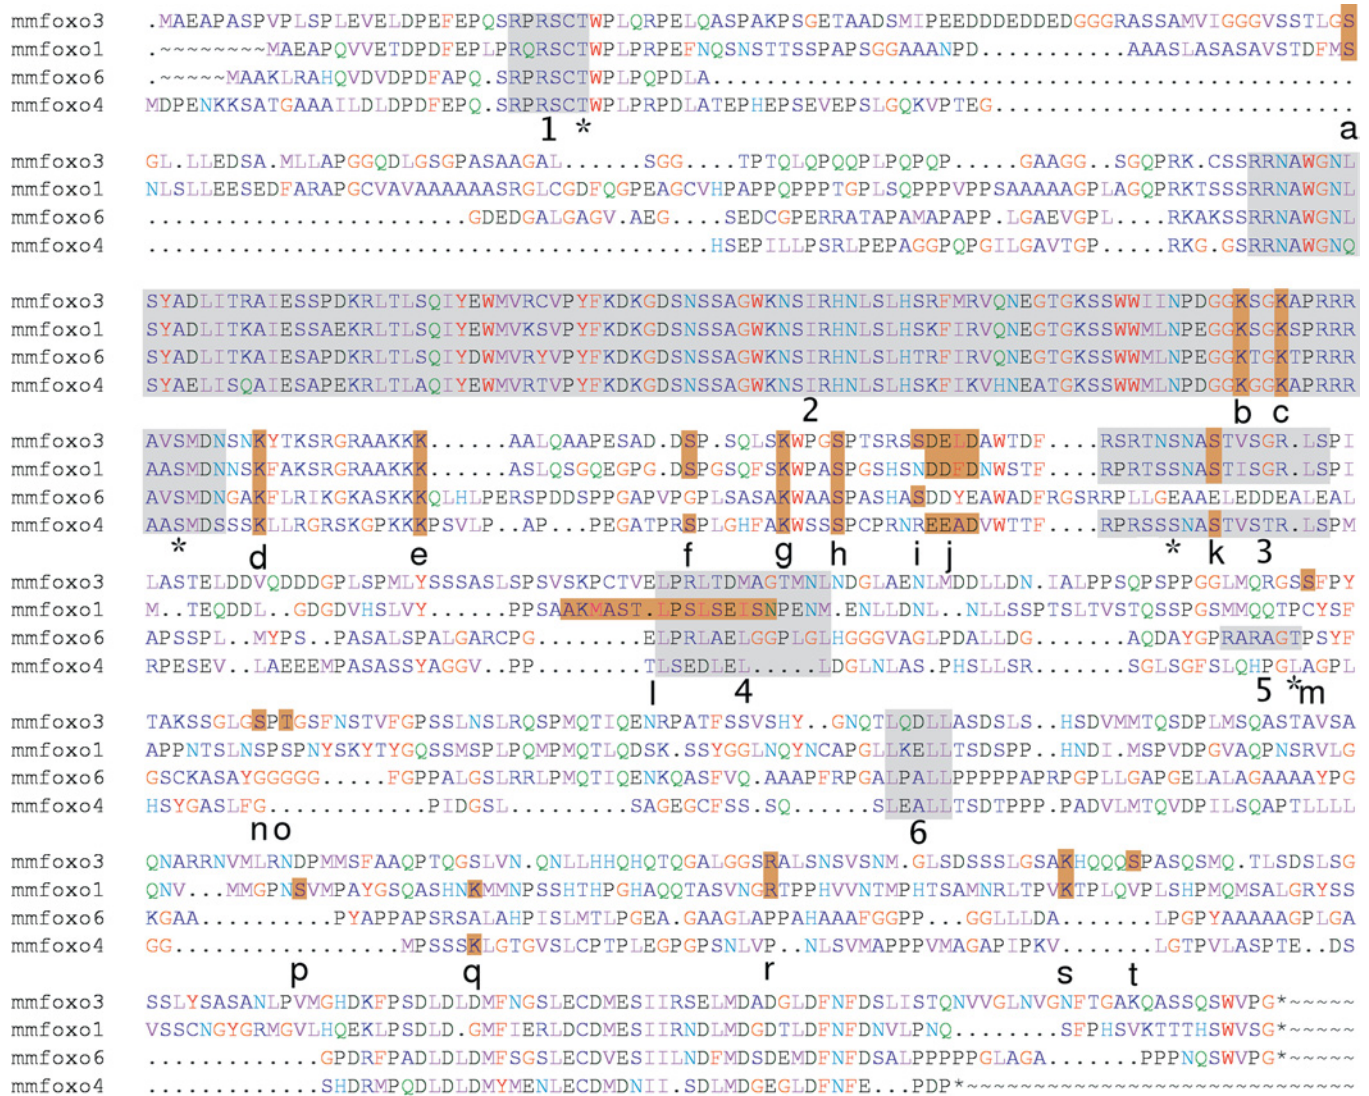 mmfoxo3 .MAEAPASPVPLSPLEVELDPEFEPQSRPRSCTWPLQRPELQASPAKPSGETAADSMIPEEDDDEDDEDGGGRASSAMVIGGGVSSTLGS
mmfoxo1 .~~~~~~~~MAEAPQVVETDPDFEPLPRQRSCTWPLPRPEFNQSNSTTSSPAPSGGAAANPD...........AAASLASASAVSTDFMS
mmfoxo6 .~~~~~MAAKLRAHQVDVDPDFAPQ.SRPRSCTWPLPQPDLA................................................
mmfoxo4 MDPENKKSATGAAAILDLDPDFEPQ.SRPRSCTWPLPRPDLATEPHEPSEVEPSLGQKVPTEG...........................
1 * a
mmfoxo3 GL.LLEDSA.MLLAPGGQDLGSGPASAAGAL......SGG....TPTQLQPQQPLPQPQP.....GAAGG..SGQPRK.CSSRRNAWGNL
mmfoxo1 NLSLLEESEDFARAPGCVAVAAAAAASRGLCGDFQGPEAGCVHPAPPQPPPTGPLSQPPPVPPSAAAAAGPLAGQPRKTSSSRRNAWGNL
mmfoxo6 ........................GDEDGALGAGV.AEG....SEDCGPERRATAPAMAPAPP.LGAEVGPL....RKAKSSRRNAWGNL
mmfoxo4 ..........................................HSEPILLPSRLPEPAGGPQPGILGAVTGP.....RKG.GSRRNAWGNQ
mmfoxo3 SYADLITRAIESSPDKRLTLSQIYEWMVRCVPYFKDKGDSNSSAGWKNSIRHNLSLHSRFMRVQNEGTGKSSWWIINPDGGKSGKAPRRR
mmfoxo1 SYADLITKAIESSAEKRLTLSQIYEWMVKSVPYFKDKGDSNSSAGWKNSIRHNLSLHSKFIRVQNEGTGKSSWWMLNPEGGKSGKSPRRR
mmfoxo6 SYADLITKAIESAPDKRLTLSQIYDWMVRYVPYFKDKGDSNSSAGWKNSIRHNLSLHTRFIRVQNEGTGKSSWWMLNPEGGKTGKTPRRR
mmfoxo4 SYAELISQAIESAPEKRLTLAQIYEWMVRTVPYFKDKGDSNSSAGWKNSIRHNLSLHSKFIKVHNEATGKSSWWMLNPDGGKGGKAPRRR
2 b c
mmfoxo3 AVSMDNSNKYTKSRGRAAKKK......AALQAAPESAD.DSP.SQLSKWPGSPTSRSSDELDAWTDF....RSRTNSNASTVSGR.LSPI
mmfoxo1 AASMDNNSKFAKSRGRAAKKK......ASLQSGQEGPG.DSPGSQFSKWPASPGSHSNDDFDNWSTF....RPRTSSNASTISGR.LSPI
mmfoxo6 AVSMDNGAKFLRIKGKASKKKQLHLPERSPDDSPPGAPVPGPLSASAKWAASPASHASDDYEAWADFRGSRRPLLGEAAELEDDEALEAL
mmfoxo4 AASMDSSSKLLRGRSKGPKKKPSVLP..AP...PEGATPRSPLGHFAKWSSSPCPRNREEADVWTTF....RPRSSSNASTVSTRLSPM
* d e f g h i j * k 3
mmfoxo3 LASTELDDVQDDDGPLSPMLYSSSASLSPSVSKPCTVELPRLTDMAGTMNLNDGLAENLMDDLLDN.IALPPSQPSPPGGLMQRGSSFPY
mmfoxo1 M..TEQDDL..GDGDVHSLVY......PPSAAKMAST.LPSLSEISNPENM.ENLLDNL..NLLSSPTSLTVSTQSSPGSMMQQTPCYSF
mmfoxo6 APSSPL..MYPS..PASALSPALGARCPG........ELPRLAELGGPLGLHGGGVAGLPDALLDG.......AQDAYGPRARAGTPSYF
mmfoxo4 RPESEV..LAEEEMPASASSYAGGV..PP........TLSEDLEL.....LDGLNLAS.PHSLLSR.......SGLSGFSLQHPGLAGPL
l 4 5 * m
mmfoxo3 TAKSSGLGSPTGSFNSTVFGPSSLNSLRQSPMQTIQENRPATFSSVSHY..GNQTLQDLLASDSLS..HSDVMMTQSDPLMSQASTAVSA
mmfoxo1 APPNTSLNSPSPNYSKYTYGQSSMSPLPQMPMQTLQDSK.SSYGGLNQYNCAPGLLKELLTSDSPP..HNDI.MSPVDPGVAQPNSRVLG
mmfoxo6 GSCKASAYGGGGG.....FGPPALGSLRRLPMQTIQENKQASFVQ.AAAPFRPGALPALLPPPPPAPRPGPLLGAPGELALAGAAAAYPG
mmfoxo4 HSYGASLFG............PIDGSL.........SAGEGCFSS.SQ......SLEALLTSDTPPP.PADVLMTQVDPILSQAPTLLLL
n o 6
mmfoxo3 QNARRNVMLRNDPMMSFAAQPTQGSLVN.QNLLHHQHQTQGALGGSRALSNSVSNM.GLSDSSSLGSAKHQQQSPASQSMQ.TLSDSLSG
mmfoxo1 QNV...MMGPNSVMPAYGSQASHNKMMNPSSHTHPGHAQQTASVNGRTPPHVVNTMPHTSAMNRLTPVKTPLQVPLSHPMQMSALGRYSS
mmfoxo6 KGAA..........PYAPPAPSRSALAHPISLMTLPGEA.GAAGLAPPAHAAAFGGPP..GGLLLDA.......LPGPYAAAAAGPLGA
mmfoxo4 GG.................MPSSSKLGTGVSLCPTPLEGPGPSNLVP..NLSVMAPPPVMAGAPIPKV.......LGTPVLASPTE..DS
p q r s t
mmfoxo3 SSLYSASANLPVMGHDKFPSDLDLDMFNGSLECDMESIIRSELMDADGLDFNFDSLISTQNVVGLNVGNFTGAKQASSQSWVPG*~~~~~
mmfoxo1 VSSCNGYGRMGVLHQEKLPSDLD.GMFIERLDCDMESIIRNDLMDGDTLDFNFDNVLPNQ........SFPHSVKTTTHSWVSG*~~~~~
mmfoxo6 .............GPDRFPADLDLDMFSGSLECDVESIILNDFMDSDEMDFNFDSALPPPPPGLAGA........PPPNQSWVPG*~~~~~
mmfoxo4 .............SHDRMPQDLDLDMYMENLECDMDNII.SDLMDGEGLDFNFE...PDP*~~~~~~~~~~~~~~~~~~~~~~~~~~~~~